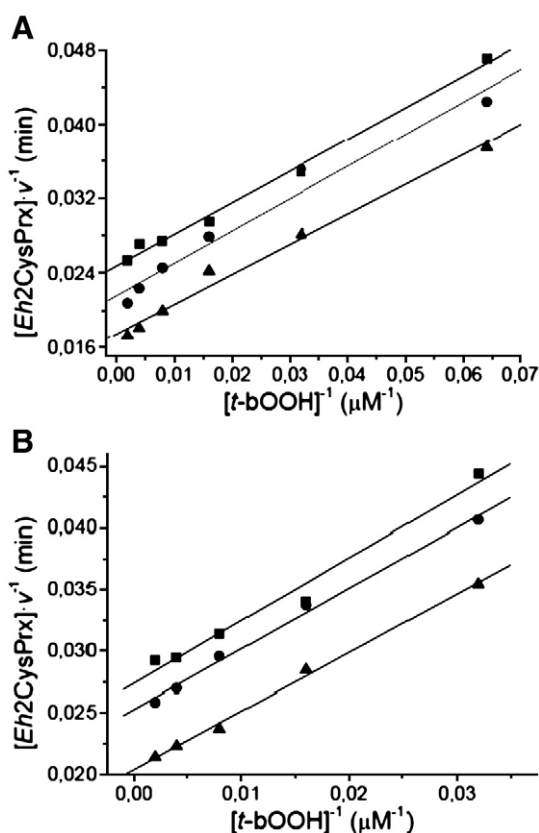 A
0,048
0,040
0,032
0,024
0,016
[Eh2CysPrx]·v⁻¹ (min)
0,00 0,01 0,02 0,03 0,04 0,05 0,06 0,07
[t-bOOH]⁻¹ (µM⁻¹)
B
0,045
0,040
0,035
0,030
0,025
0,020
[Eh2CysPrx]·v⁻¹ (min)
0,00 0,01 0,02 0,03
[t-bOOH]⁻¹ (µM⁻¹)